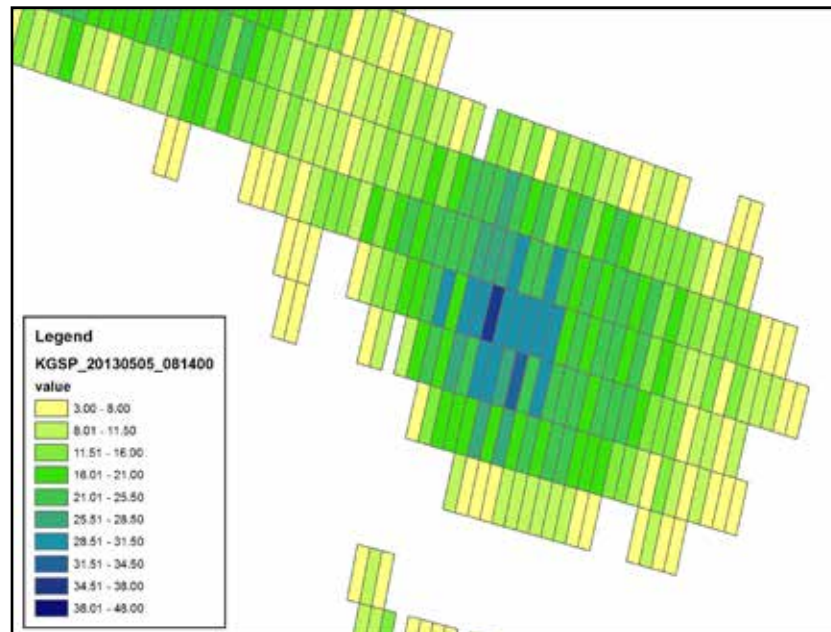 Legend
KGSP_20130505_081400
value
3.00 - 8.00
8.01 - 11.50
11.51 - 16.00
16.01 - 21.00
21.01 - 25.50
25.51 - 28.50
28.51 - 31.50
31.51 - 34.50
34.51 - 38.00
38.01 - 48.00